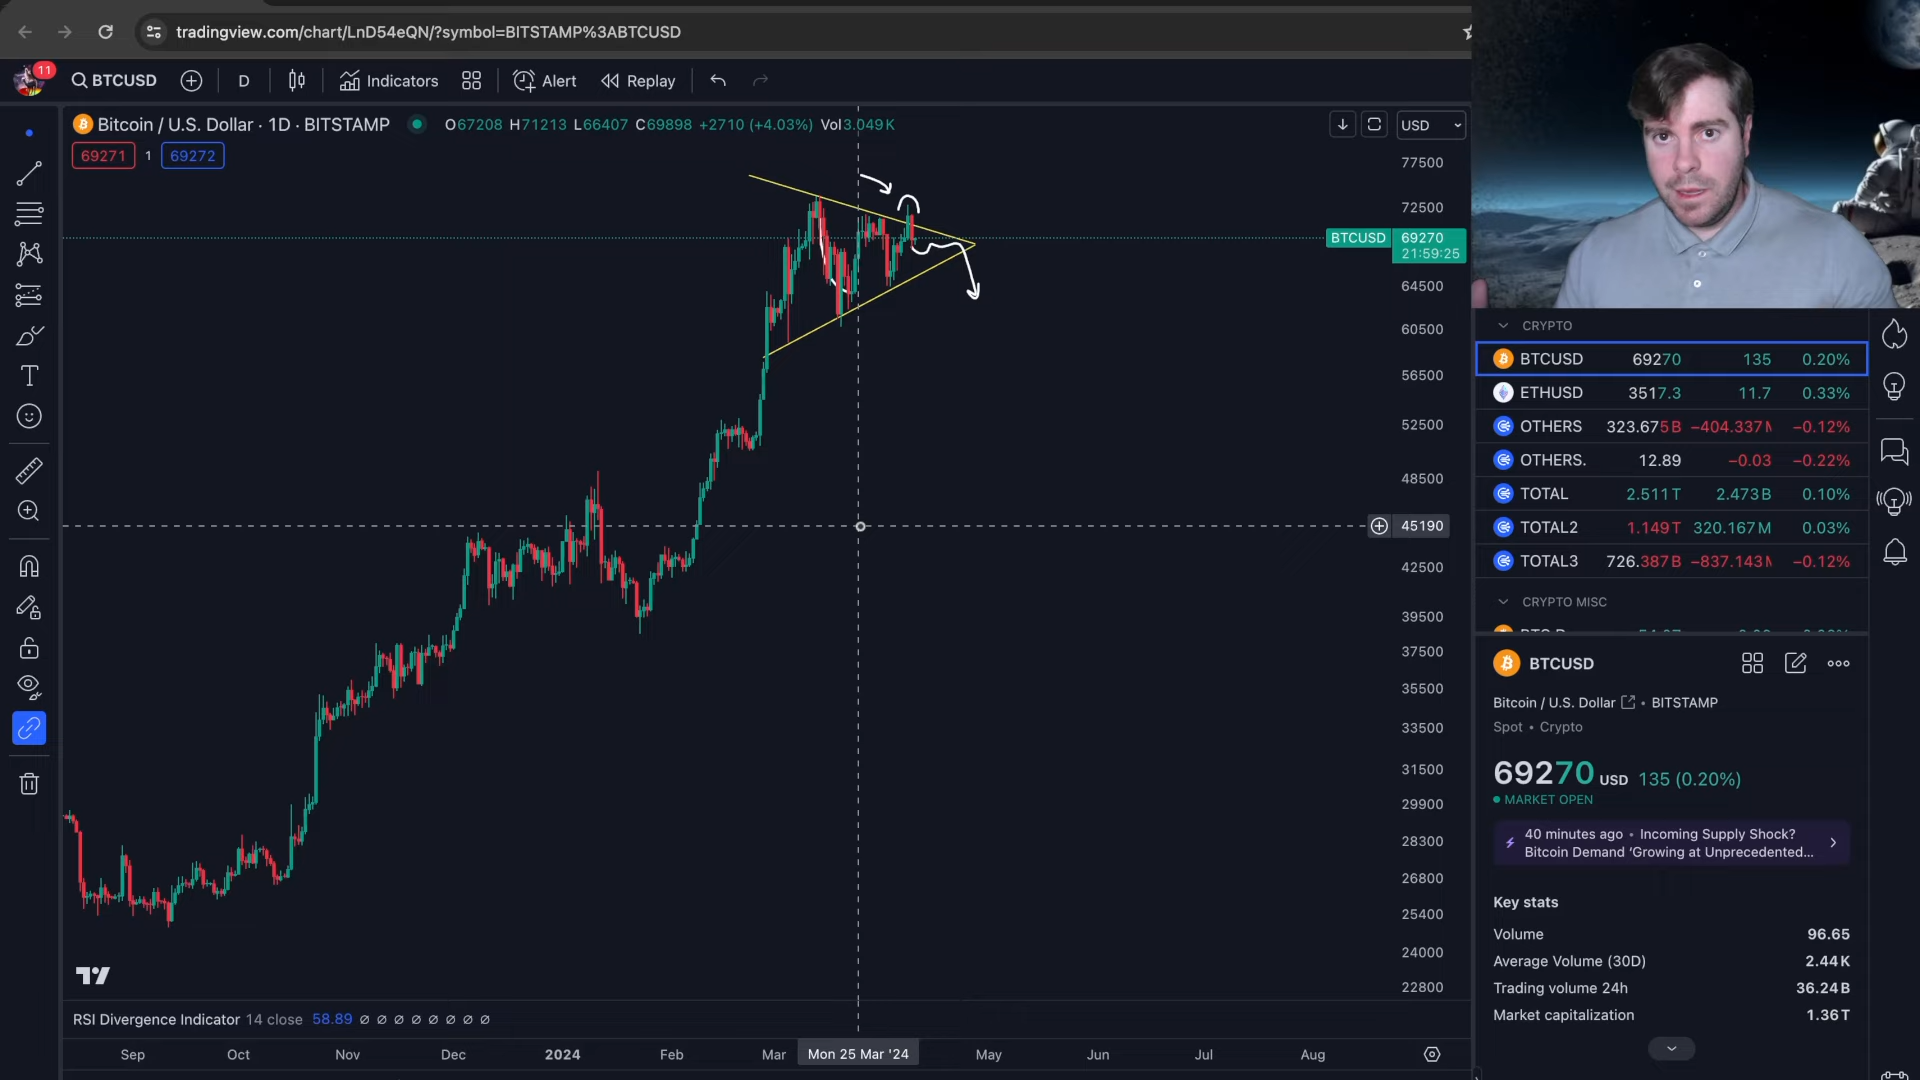 tradingview.com/chart/LnD54eQN/?symbol=BITSTAMP%3ABTCUSD
11 BTCUSD D Indicators Alert Replay
Bitcoin / U.S. Dollar · 1D · BITSTAMP O67208 H71213 L66407 C69898 +2710 (+4.03%) Vol3.049K USD
69271 1 69272
77500
72500
BTCUSD 69270
21:59:25
64500
60500
56500
52500
48500
45190
42500
39500
37500
35500
33500
31500
29900
28300
26800
25400
24000
22800
RSI Divergence Indicator 14 close 58.89 ∅ ∅ ∅ ∅ ∅ ∅ ∅ ∅
Sep Oct Nov Dec 2024 Feb Mar Mon 25 Mar '24 May Jun Jul Aug
CRYPTO
BTCUSD 69270 135 0.20%
ETHUSD 3517.3 11.7 0.33%
OTHERS 323.675B −404.337M −0.12%
OTHERS. 12.89 −0.03 −0.22%
TOTAL 2.511T 2.473B 0.10%
TOTAL2 1.149T 320.167M 0.03%
TOTAL3 726.387B −837.143M −0.12%
CRYPTO MISC
BTCUSD
Bitcoin / U.S. Dollar • BITSTAMP
Spot • Crypto
69270 USD 135 (0.20%)
MARKET OPEN
40 minutes ago • Incoming Supply Shock?
Bitcoin Demand ‘Growing at Unprecedented...
Key stats
Volume 96.65
Average Volume (30D) 2.44K
Trading volume 24h 36.24B
Market capitalization 1.36T